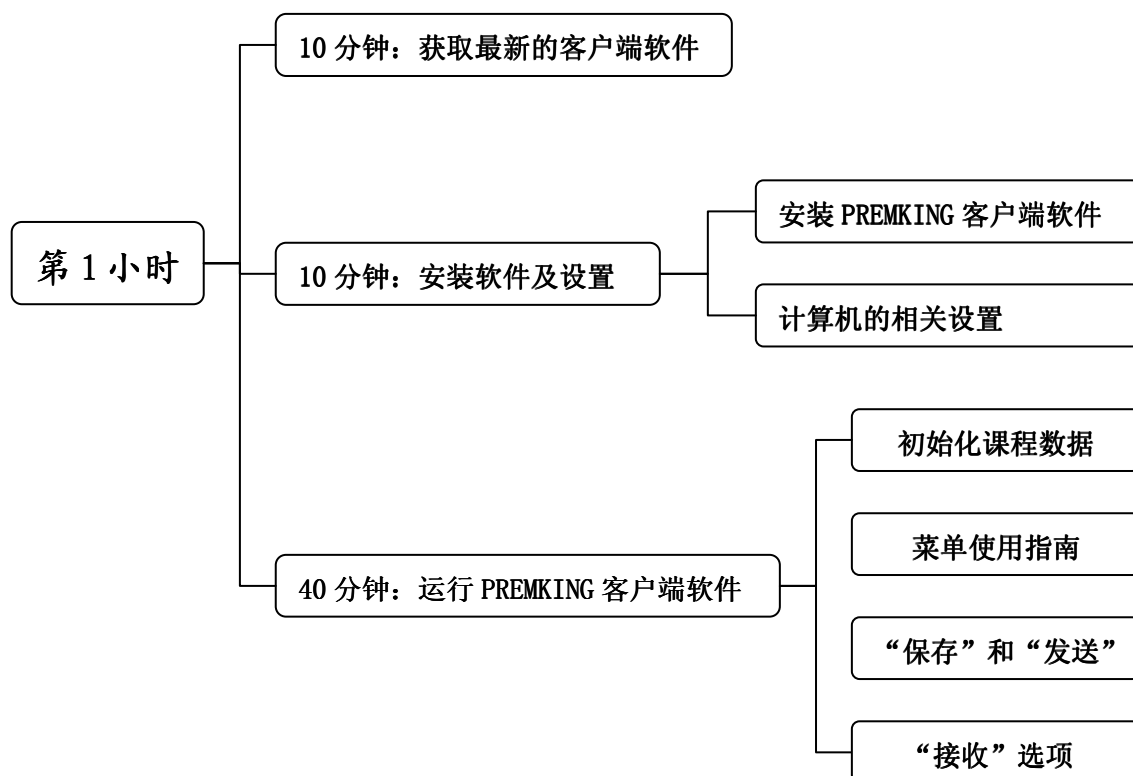 第 1 小时
10 分钟：获取最新的客户端软件
10 分钟：安装软件及设置
安装 PREMKING 客户端软件
计算机的相关设置
40 分钟：运行 PREMKING 客户端软件
初始化课程数据
菜单使用指南
“保存”和“发送”
“接收”选项